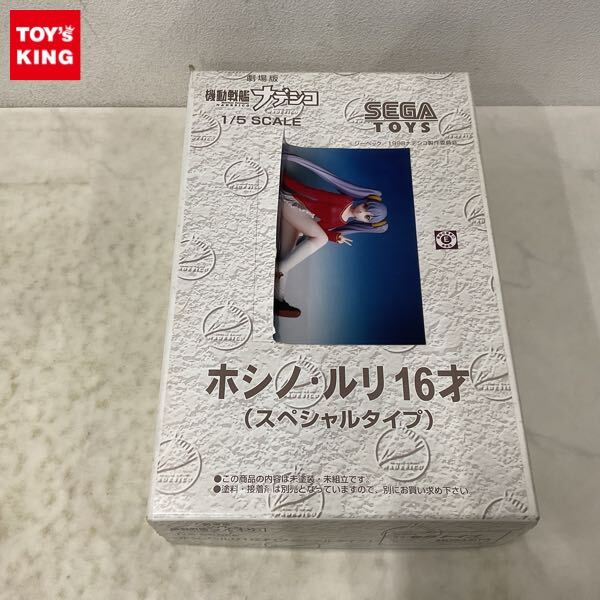 TOY's
KING
劇場版
機動戦艦ナデシコ
NADESICO
1/5 SCALE
SEGA
TOYS
ホシノ・ルリ16才
(スペシャルタイプ)
●この商品の内容は未塗装・未組立です。
●塗料・接着剤は別売となっていますので、別にお買い求め下さい。